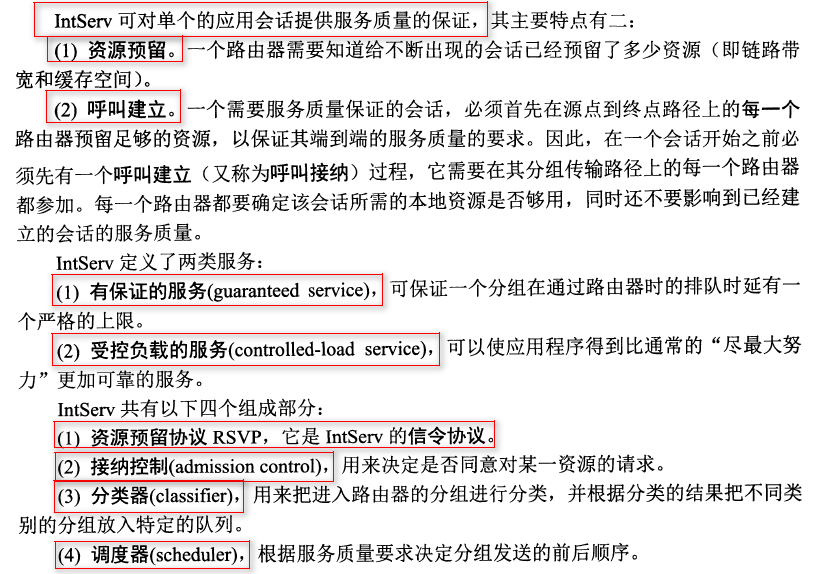 IntServ 可对单个的应用会话提供服务质量的保证，其主要特点有二：
(1) 资源预留。一个路由器需要知道给不断出现的会话已经预留了多少资源（即链路带
宽和缓存空间）。
(2) 呼叫建立。一个需要服务质量保证的会话，必须首先在源点到终点路径上的每一个
路由器预留足够的资源，以保证其端到端的服务质量的要求。因此，在一个会话开始之前必
须先有一个呼叫建立（又称为呼叫接纳）过程，它需要在其分组传输路径上的每一个路由器
都参加。每一个路由器都要确定该会话所需的本地资源是否够用，同时还不要影响到已经建
立的会话的服务质量。
IntServ 定义了两类服务：
(1) 有保证的服务(guaranteed service)，可保证一个分组在通过路由器时的排队时延有一
个严格的上限。
(2) 受控负载的服务(controlled-load service)，可以使应用程序得到比通常的“尽最大努
力”更加可靠的服务。
IntServ 共有以下四个组成部分：
(1) 资源预留协议 RSVP，它是 IntServ 的信令协议。
(2) 接纳控制(admission control)，用来决定是否同意对某一资源的请求。
(3) 分类器(classifier)，用来把进入路由器的分组进行分类，并根据分类的结果把不同类
别的分组放入特定的队列。
(4) 调度器(scheduler)，根据服务质量要求决定分组发送的前后顺序。